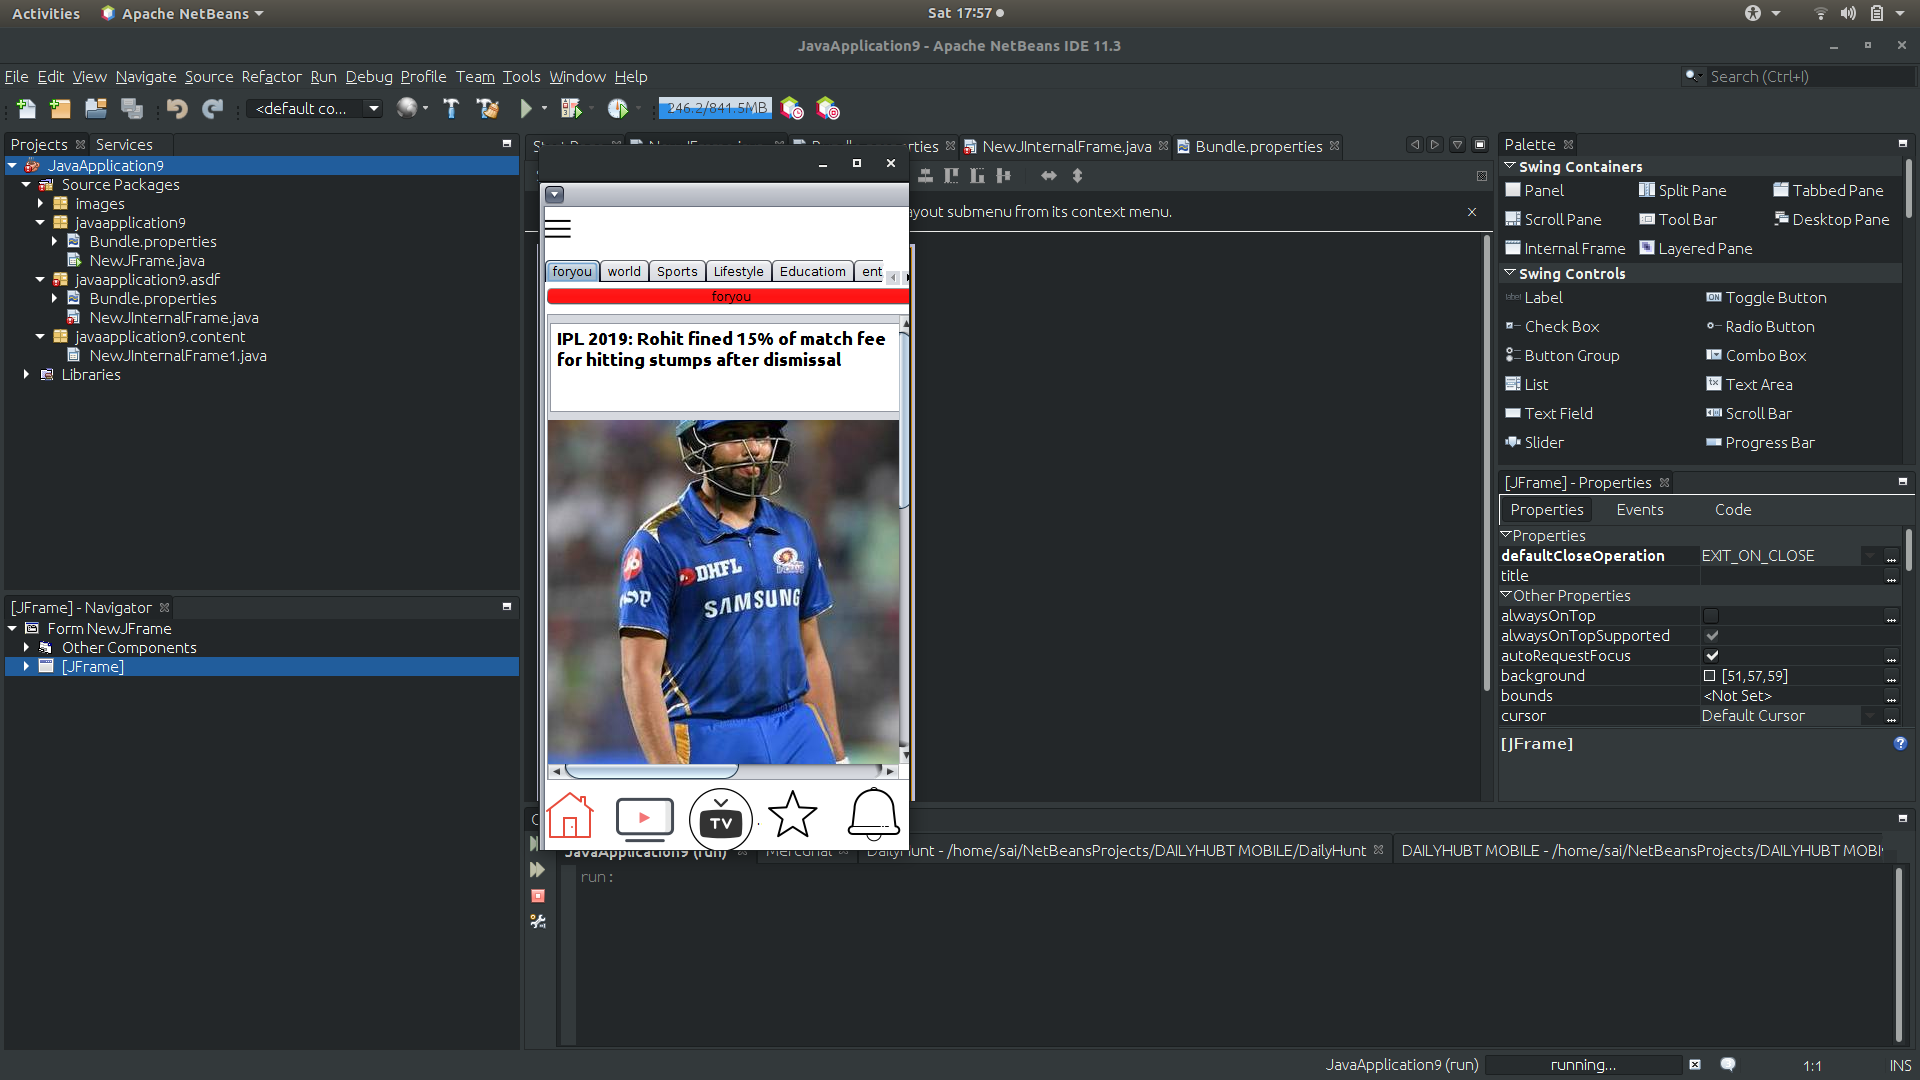 Activities Apache NetBeans Sat 17:57
JavaApplication9 - Apache NetBeans IDE 11.3
File Edit View Navigate Source Refactor Run Debug Profile Team Tools Window Help Search (Ctrl+I)
<default co... 246.2/841.5MB
Projects Services
JavaApplication9
Source Packages
images
javaapplication9
Bundle.properties
NewJFrame.java
javaapplication9.asdf
Bundle.properties
NewJInternalFrame.java
javaapplication9.content
NewJInternalFrame1.java
Libraries
[JFrame] - Navigator
Form NewJFrame
Other Components
[JFrame]
NewJInternalFrame.java Bundle.properties
ayout submenu from its context menu.
foryou world Sports Lifestyle Educatiom ent
foryou
IPL 2019: Rohit fined 15% of match fee
for hitting stumps after dismissal
DHFL
SAMSUNG
TV
JavaApplication9 (run) Mercurial DailyHunt - /home/sai/NetBeansProjects/DAILYHUBT MOBILE/DailyHunt DAILYHUBT MOBILE - /home/sai/NetBeansProjects/DAILYHUBT MOBI
run:
Palette
Swing Containers
Panel Split Pane Tabbed Pane
Scroll Pane Tool Bar Desktop Pane
Internal Frame Layered Pane
Swing Controls
Label Toggle Button
Check Box Radio Button
Button Group Combo Box
List Text Area
Text Field Scroll Bar
Slider Progress Bar
[JFrame] - Properties
Properties Events Code
Properties
defaultCloseOperation EXIT_ON_CLOSE ...
title ...
Other Properties
alwaysOnTop ...
alwaysOnTopSupported
autoRequestFocus ...
background [51,57,59] ...
bounds <Not Set> ...
cursor Default Cursor ...
[JFrame]
JavaApplication9 (run) running... 1:1 INS